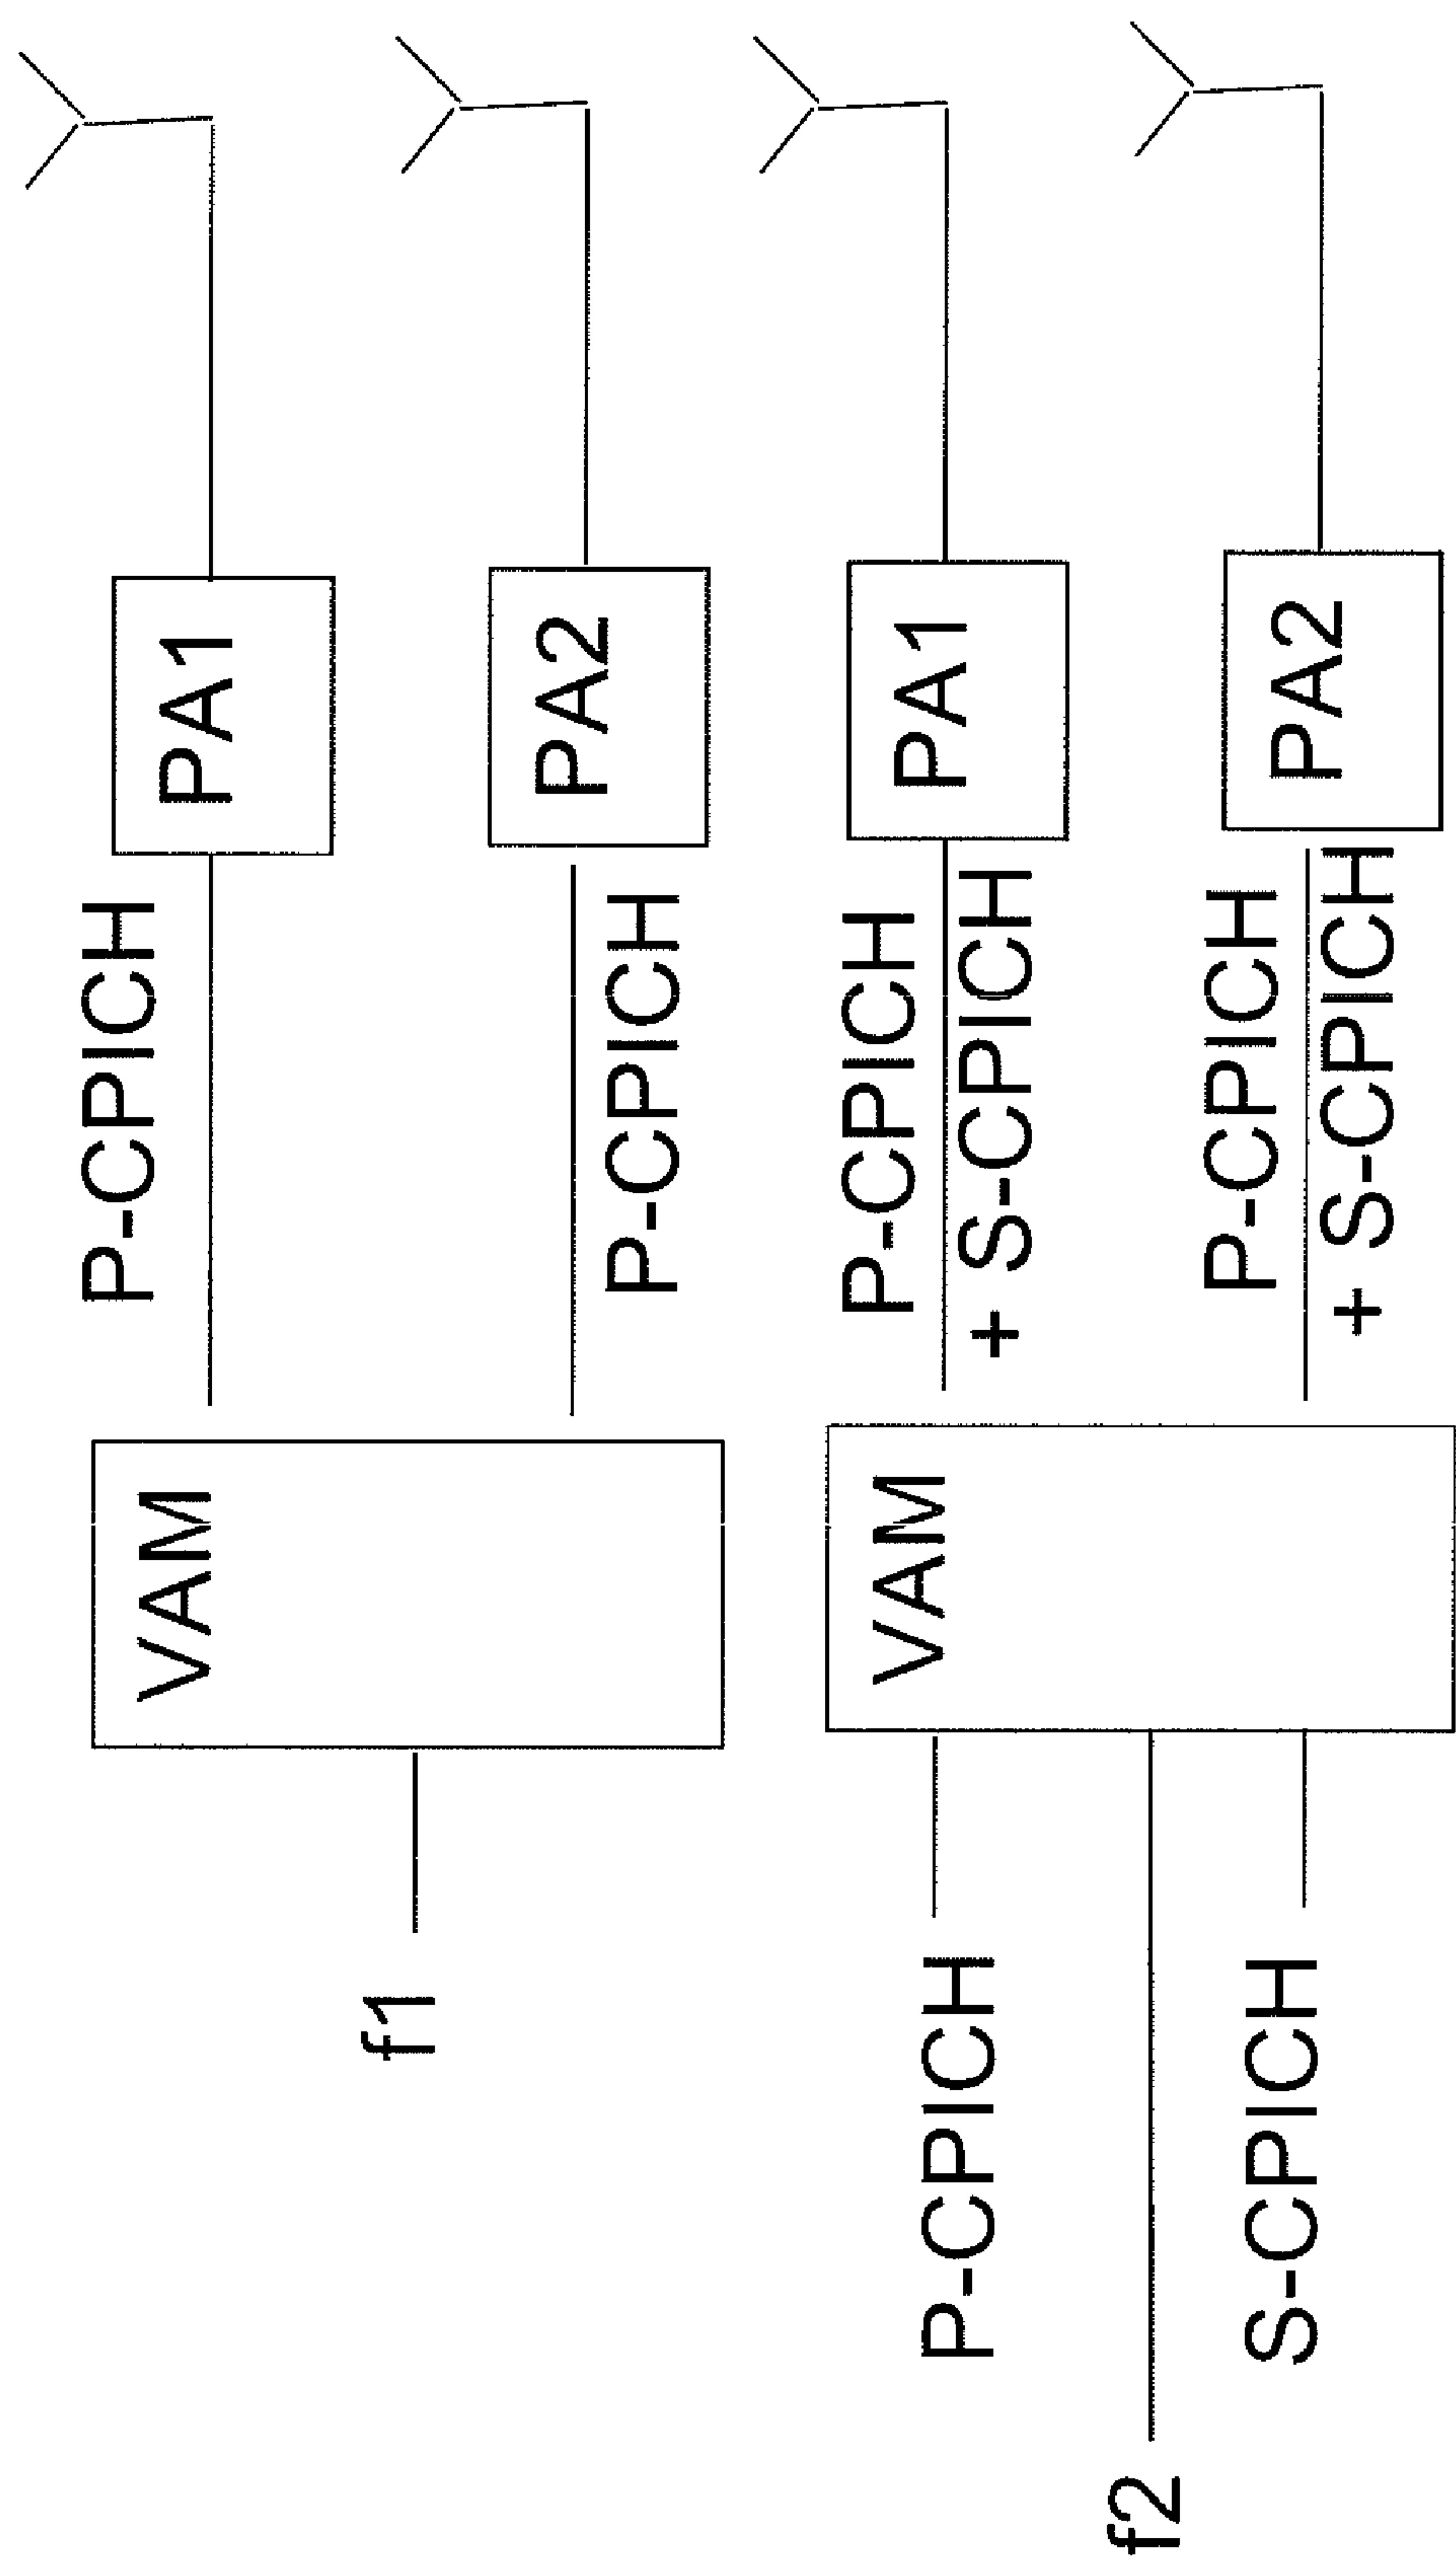 P-CPICH
PA1
VAM
f1
PA2
P-CPICH
P-CPICH
+ S-CPICH
PA1
P-CPICH
VAM
f2
S-CPICH
P-CPICH
+ S-CPICH
PA2